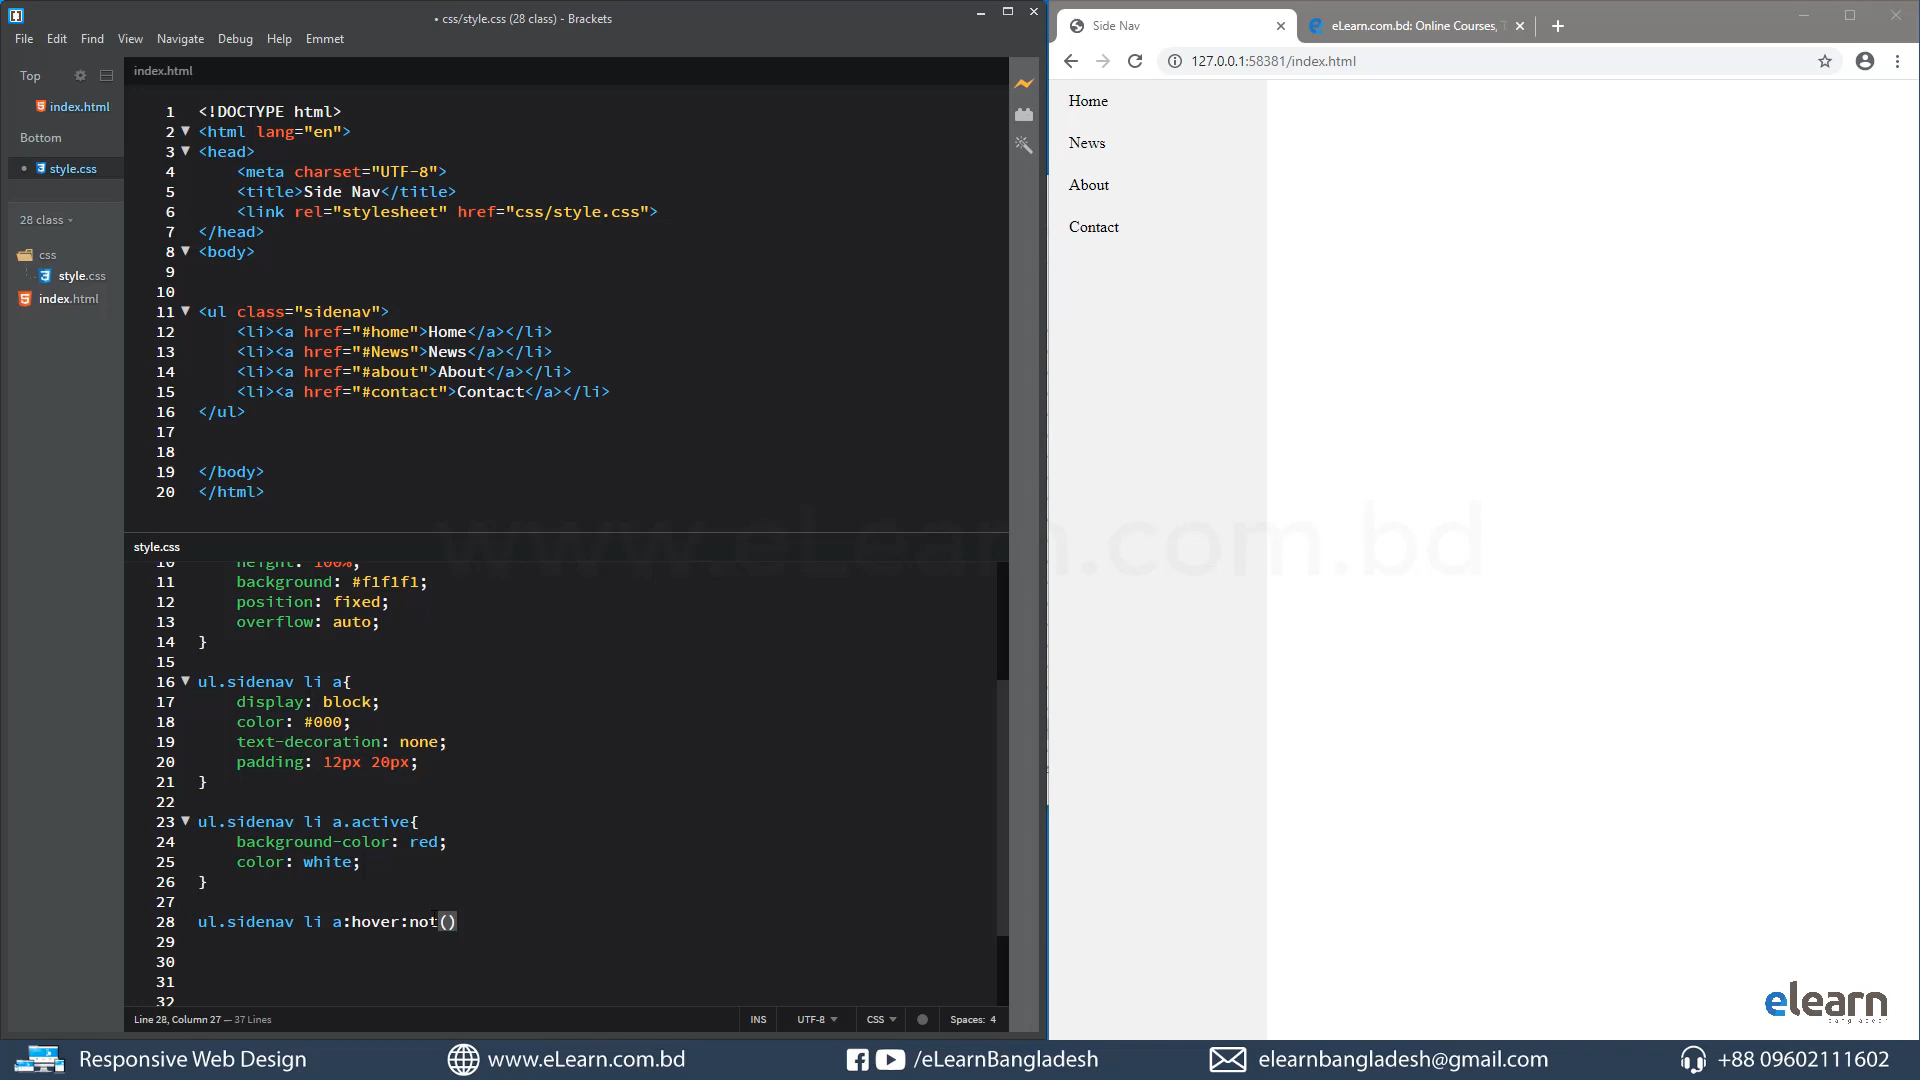 • css/style.css (28 class) - Brackets
File Edit Find View Navigate Debug Help Emmet
Top
index.html
Bottom
• style.css
28 class
css
style.css
index.html
index.html
1 <!DOCTYPE html>
2 <html lang="en">
3 <head>
4 <meta charset="UTF-8">
5 <title>Side Nav</title>
6 <link rel="stylesheet" href="css/style.css">
7 </head>
8 <body>
9
10
11 <ul class="sidenav">
12 <li><a href="#home">Home</a></li>
13 <li><a href="#News">News</a></li>
14 <li><a href="#about">About</a></li>
15 <li><a href="#contact">Contact</a></li>
16 </ul>
17
18
19 </body>
20 </html>
style.css
10 height: 100%;
11 background: #f1f1f1;
12 position: fixed;
13 overflow: auto;
14 }
15
16 ul.sidenav li a{
17 display: block;
18 color: #000;
19 text-decoration: none;
20 padding: 12px 20px;
21 }
22
23 ul.sidenav li a.active{
24 background-color: red;
25 color: white;
26 }
27
28 ul.sidenav li a:hover:not()
29
30
31
32
Line 28, Column 27 — 37 Lines
INS UTF-8 CSS Spaces: 4
Side Nav
eLearn.com.bd: Online Courses,
127.0.0.1:58381/index.html
Home
News
About
Contact
www.eLearn.com.bd
elearn
Responsive Web Design
www.eLearn.com.bd
/eLearnBangladesh
elearnbangladesh@gmail.com
+88 09602111602